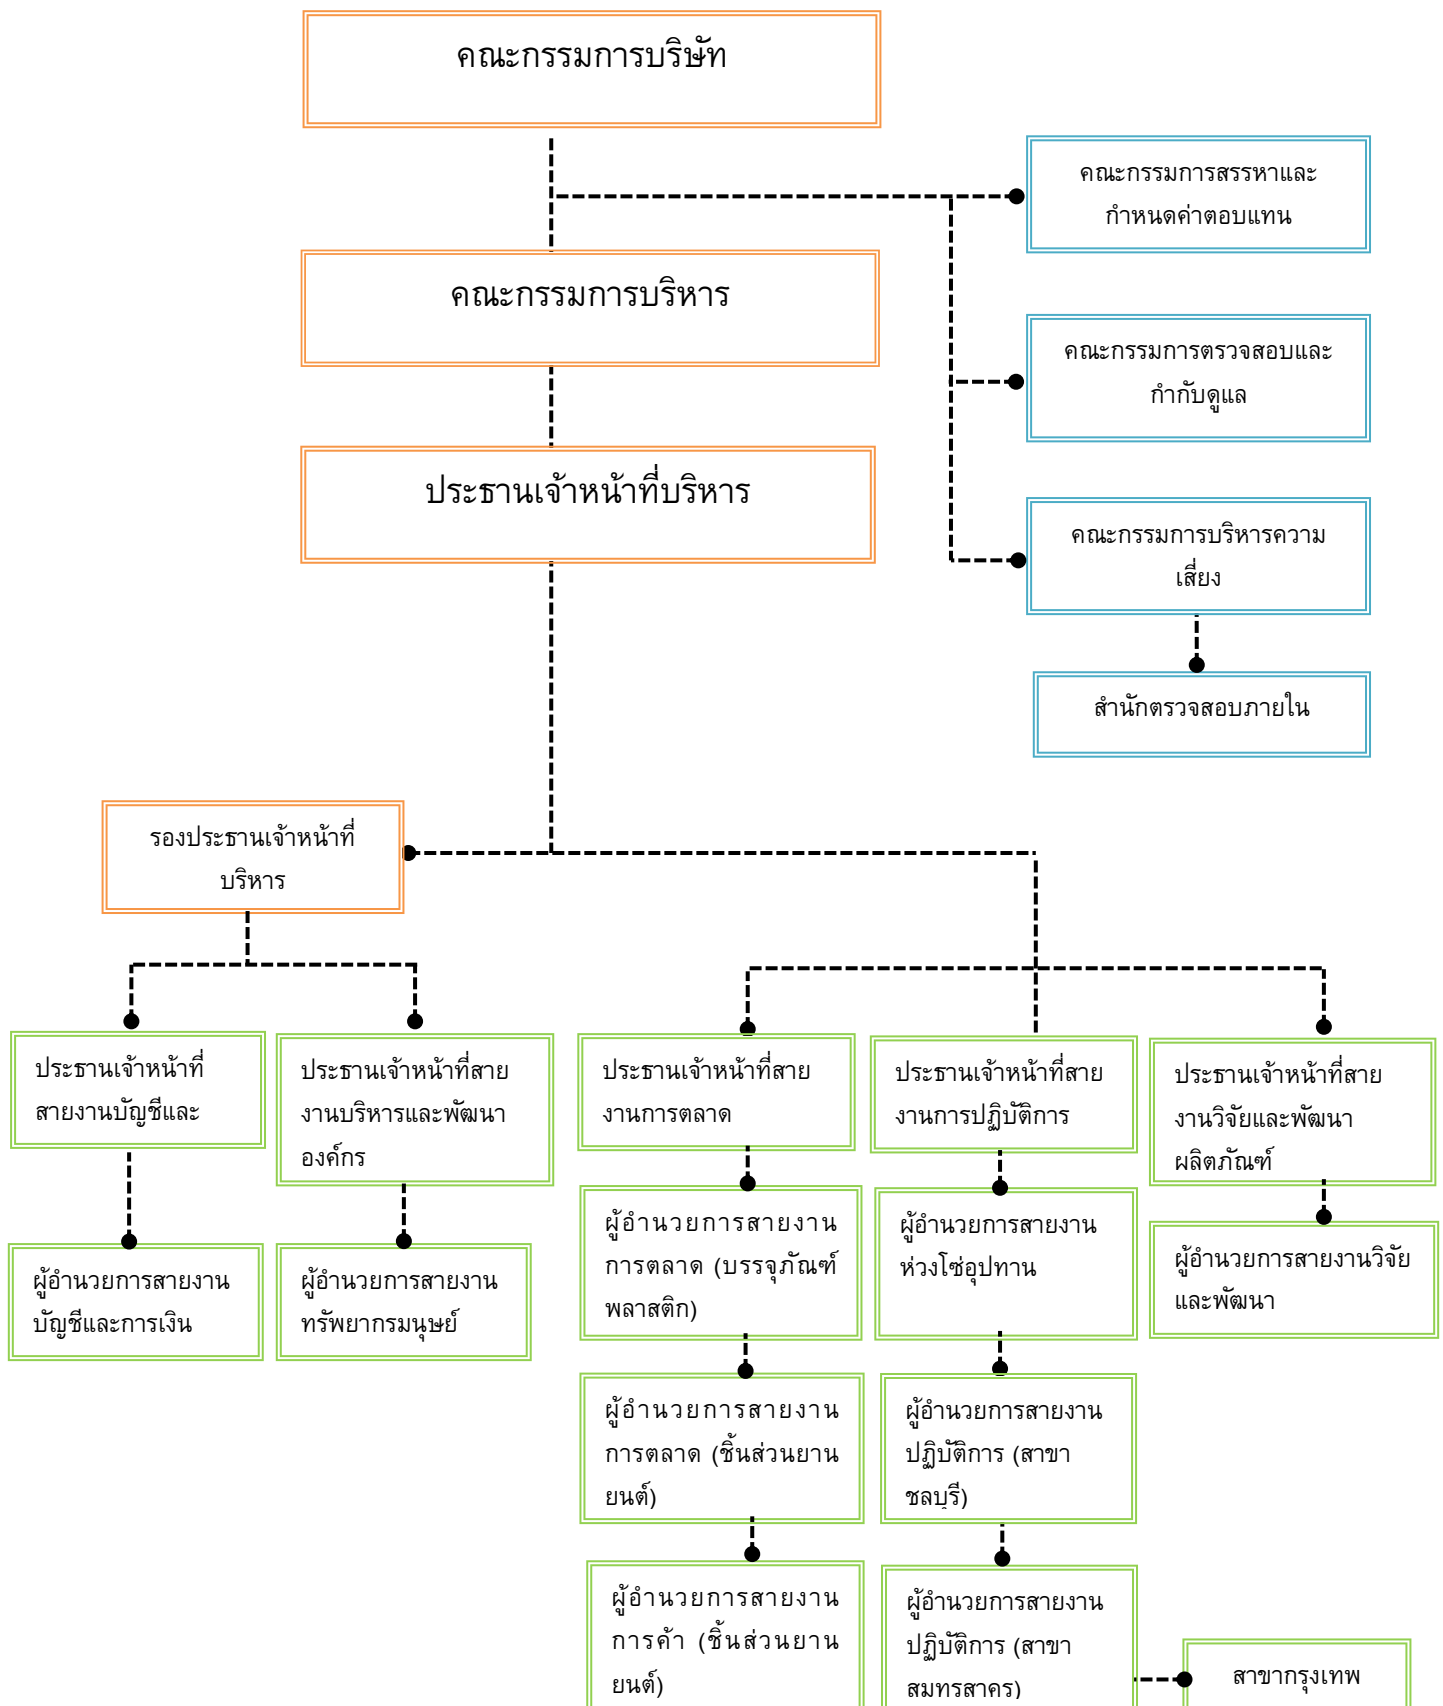 คณะกรรมการบริษัท
คณะกรรมการสรรหาและ
กำหนดค่าตอบแทน
คณะกรรมการบริหาร
คณะกรรมการตรวจสอบและ
กำกับดูแล
ประธานเจ้าหน้าที่บริหาร
คณะกรรมการบริหารความ
เสี่ยง
สำนักตรวจสอบภายใน
รองประธานเจ้าหน้าที่
บริหาร
ประธานเจ้าหน้าที่
สายงานบัญชีและ
ประธานเจ้าหน้าที่สาย
งานบริหารและพัฒนา
องค์กร
ประธานเจ้าหน้าที่สาย
งานการตลาด
ประธานเจ้าหน้าที่สาย
งานการปฏิบัติการ
ประธานเจ้าหน้าที่สาย
งานวิจัยและพัฒนา
ผลิตภัณฑ์
ผู้อำนวยการสายงาน
บัญชีและการเงิน
ผู้อำนวยการสายงาน
ทรัพยากรมนุษย์
ผู้อำนวยการสายงาน
การตลาด (บรรจุภัณฑ์
พลาสติก)
ผู้อำนวยการสายงาน
ห่วงโซ่อุปทาน
ผู้อำนวยการสายงานวิจัย
และพัฒนา
ผู้อำนวยการสายงาน
การตลาด (ชิ้นส่วนยาน
ยนต์)
ผู้อำนวยการสายงาน
ปฏิบัติการ (สาขา
ชลบุรี)
ผู้อำนวยการสายงาน
การค้า (ชิ้นส่วนยาน
ยนต์)
ผู้อำนวยการสายงาน
ปฏิบัติการ (สาขา
สมุทรสาคร)
สาขากรุงเทพ